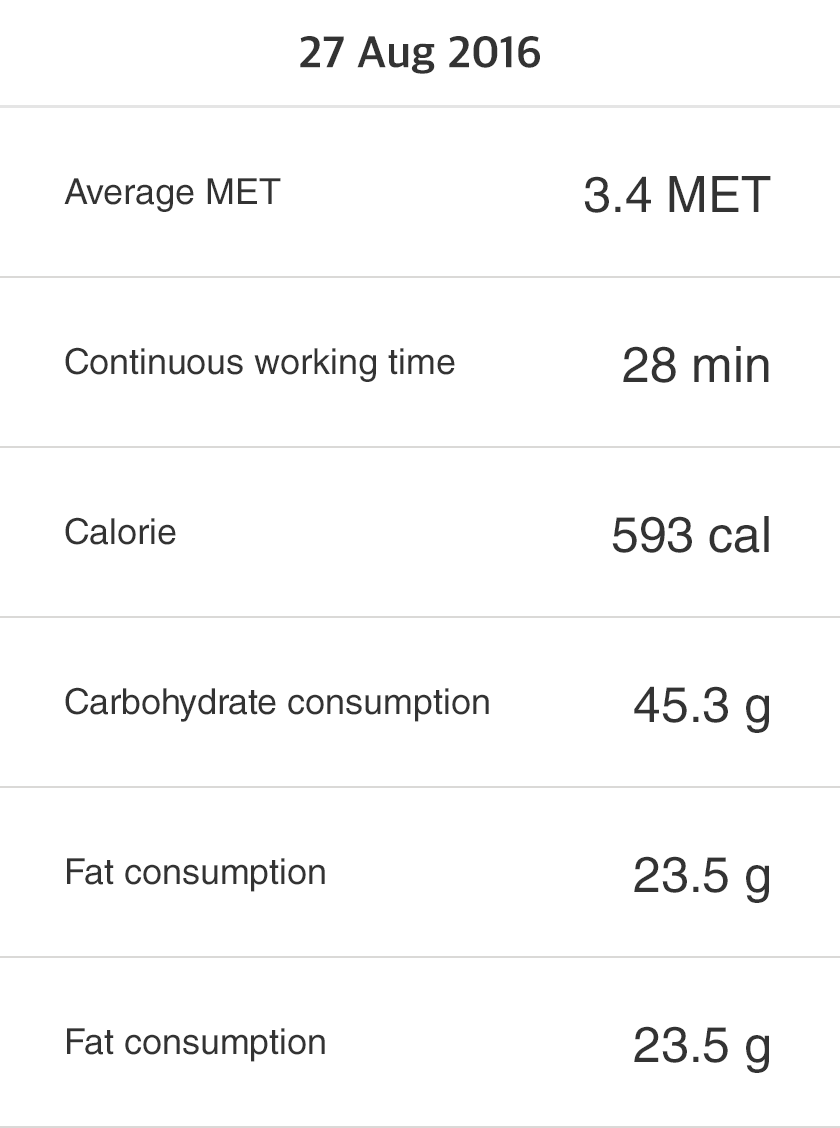 27 Aug 2016
Average MET 3.4 MET
Continuous working time 28 min
Calorie 593 cal
Carbohydrate consumption 45.3 g
Fat consumption 23.5 g
Fat consumption 23.5 g